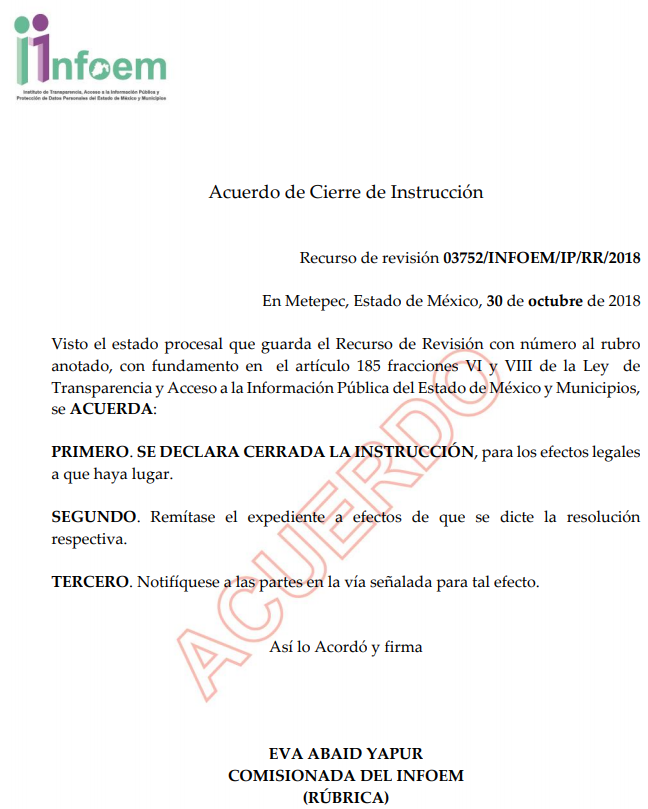 infoem
Instituto de Transparencia, Acceso a la Información Pública y
Protección de Datos Personales del Estado de México y Municipios
Acuerdo de Cierre de Instrucción
Recurso de revisión 03752/INFOEM/IP/RR/2018
En Metepec, Estado de México, 30 de octubre de 2018
Visto el estado procesal que guarda el Recurso de Revisión con número al rubro
anotado, con fundamento en el artículo 185 fracciones VI y VIII de la Ley de
Transparencia y Acceso a la Información Pública del Estado de México y Municipios,
se ACUERDA:
PRIMERO. SE DECLARA CERRADA LA INSTRUCCIÓN, para los efectos legales
a que haya lugar.
SEGUNDO. Remítase el expediente a efectos de que se dicte la resolución
respectiva.
TERCERO. Notifíquese a las partes en la vía señalada para tal efecto.
ACUERDO
Así lo Acordó y firma
EVA ABAID YAPUR
COMISIONADA DEL INFOEM
(RÚBRICA)